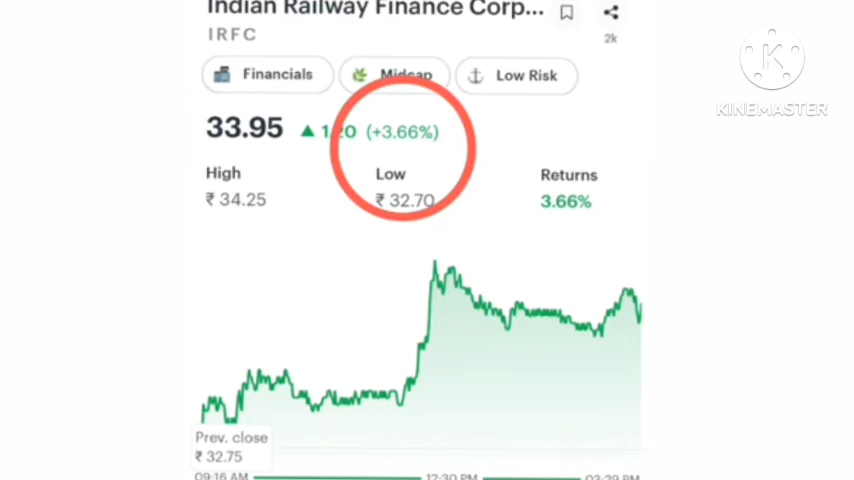 Indian Railway Finance Corp...
IRFC
2k
Financials
Midcap
Low Risk
KINEMASTER
33.95 ▲ 1.20 (+3.66%)
High Low Returns
₹ 34.25 ₹ 32.70 3.66%
Prev. close
₹ 32.75
09:16 AM 12:30 PM 03:29 PM